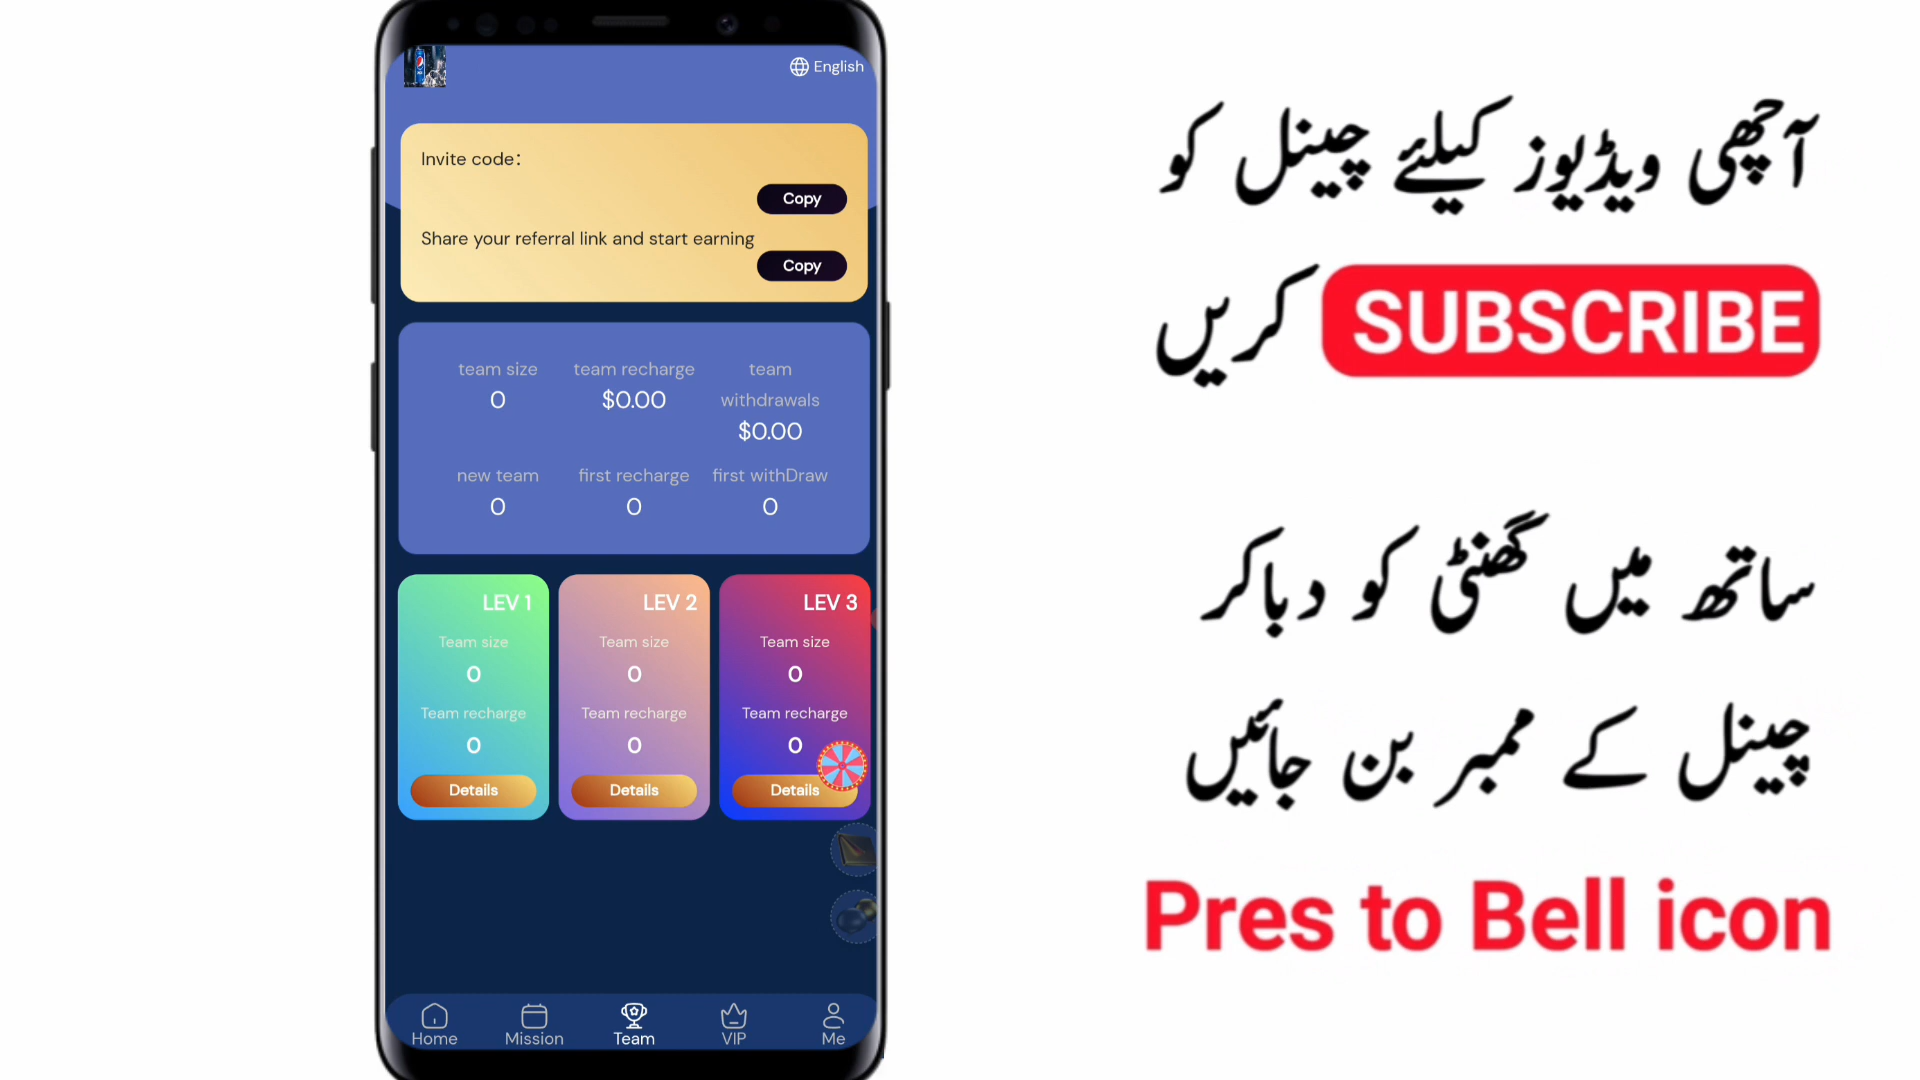 English
Invite code:
Copy
Share your referral link and start earning
Copy
team size
0
team recharge
$0.00
team withdrawals
$0.00
new team
0
first recharge
0
first withDraw
0
LEV 1
Team size
0
Team recharge
0
Details
LEV 2
Team size
0
Team recharge
0
Details
LEV 3
Team size
0
Team recharge
0
Details
Home
Mission
Team
VIP
Me
آچھی ویڈیوز کیلئے چینل کو
SUBSCRIBE کریں
ساتھ میں گھنٹی کو دباکر
چینل کے ممبر بن جائیں
Pres to Bell icon